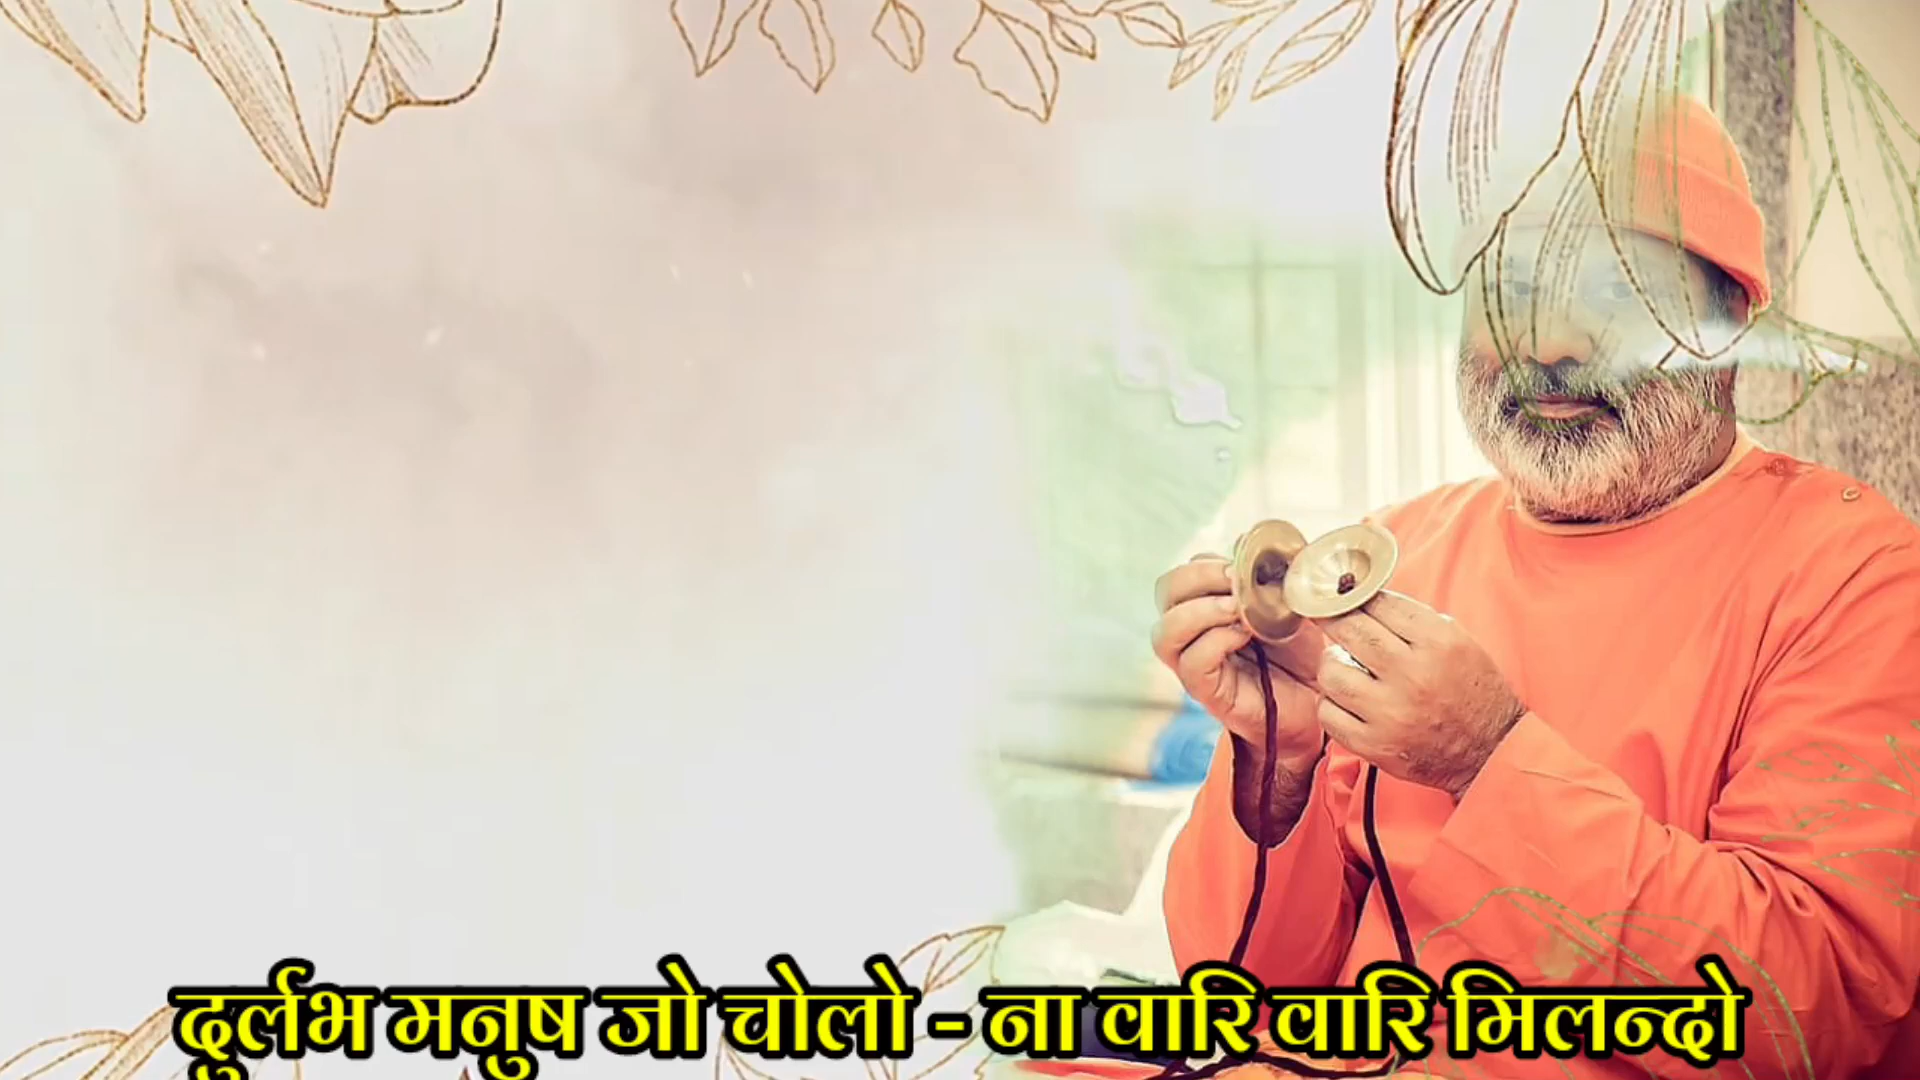 दुर्लभ मनुष जो चोलो - ना वारि वारि मिलन्दो